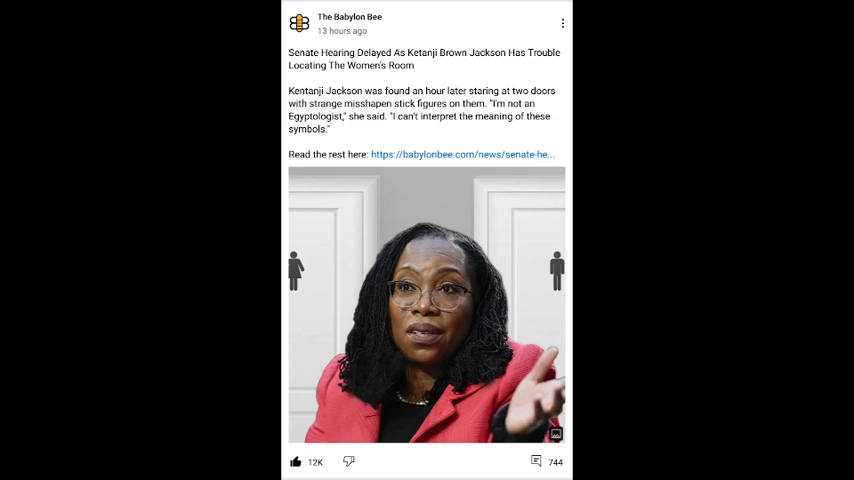 The Babylon Bee
13 hours ago
Senate Hearing Delayed As Ketanji Brown Jackson Has Trouble
Locating The Women's Room
Kentanji Jackson was found an hour later staring at two doors
with strange misshapen stick figures on them. "I'm not an
Egyptologist," she said. "I can't interpret the meaning of these
symbols."
Read the rest here: https://babylonbee.com/news/senate-he...
12K
744